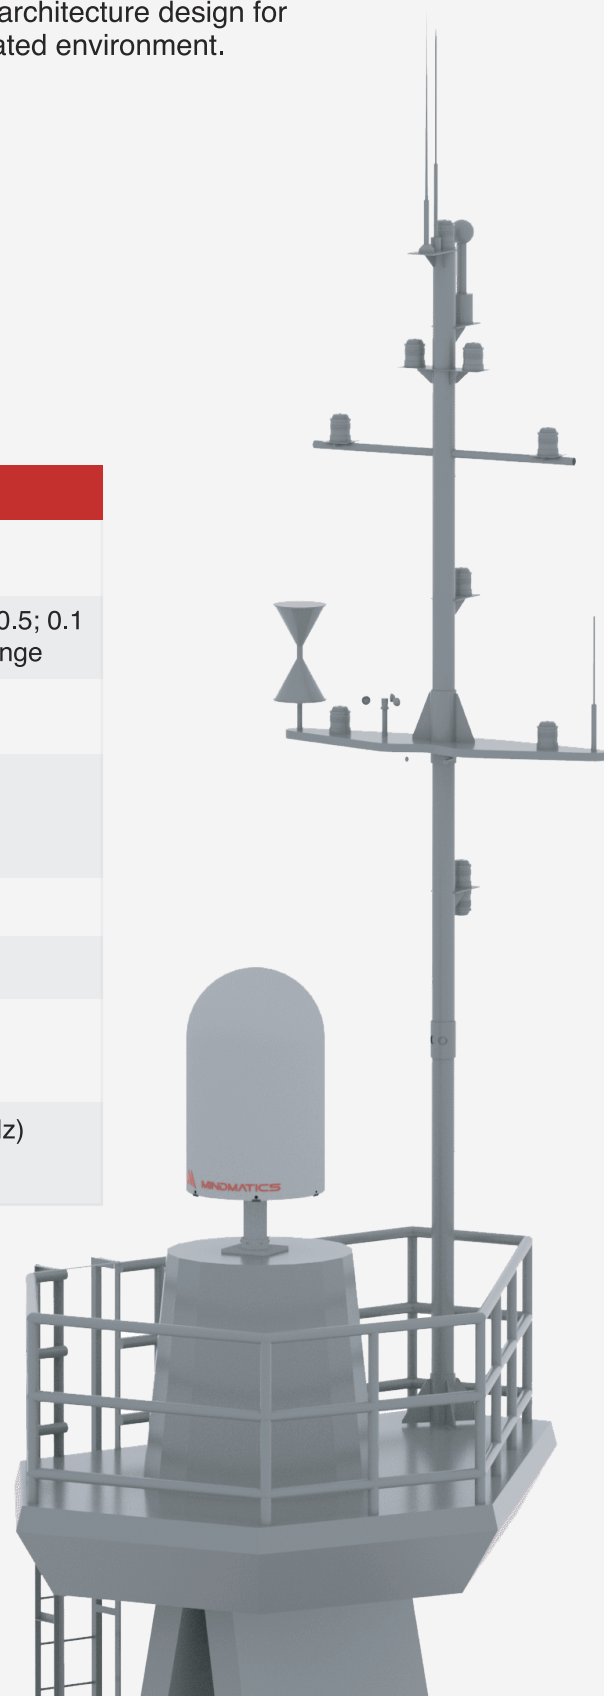 architecture design for
ated environment.
0.5; 0.1
nge
lz)
MINDMATICS